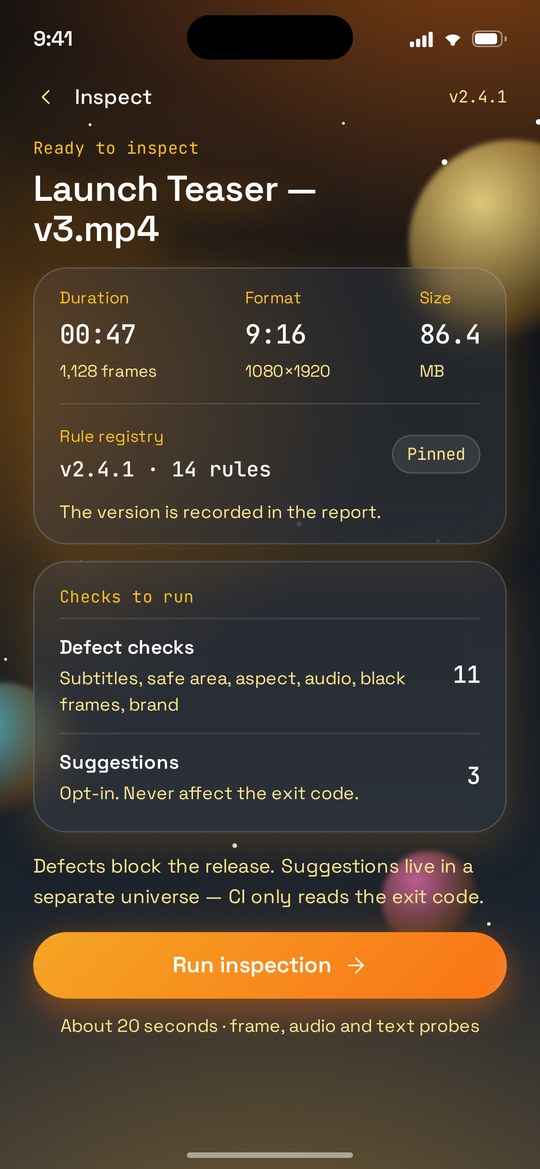 9:41
Inspect
v2.4.1
Ready to inspect
Launch Teaser —
v3.mp4
Duration
Format
Size
00:47
9:16
86.4
1,128 frames
1080×1920
MB
Rule registry
v2.4.1 · 14 rules
Pinned
The version is recorded in the report.
Checks to run
Defect checks
Subtitles, safe area, aspect, audio, black
frames, brand
11
Suggestions
Opt-in. Never affect the exit code.
3
Defects block the release. Suggestions live in a
separate universe — CI only reads the exit code.
Run inspection →
About 20 seconds · frame, audio and text probes